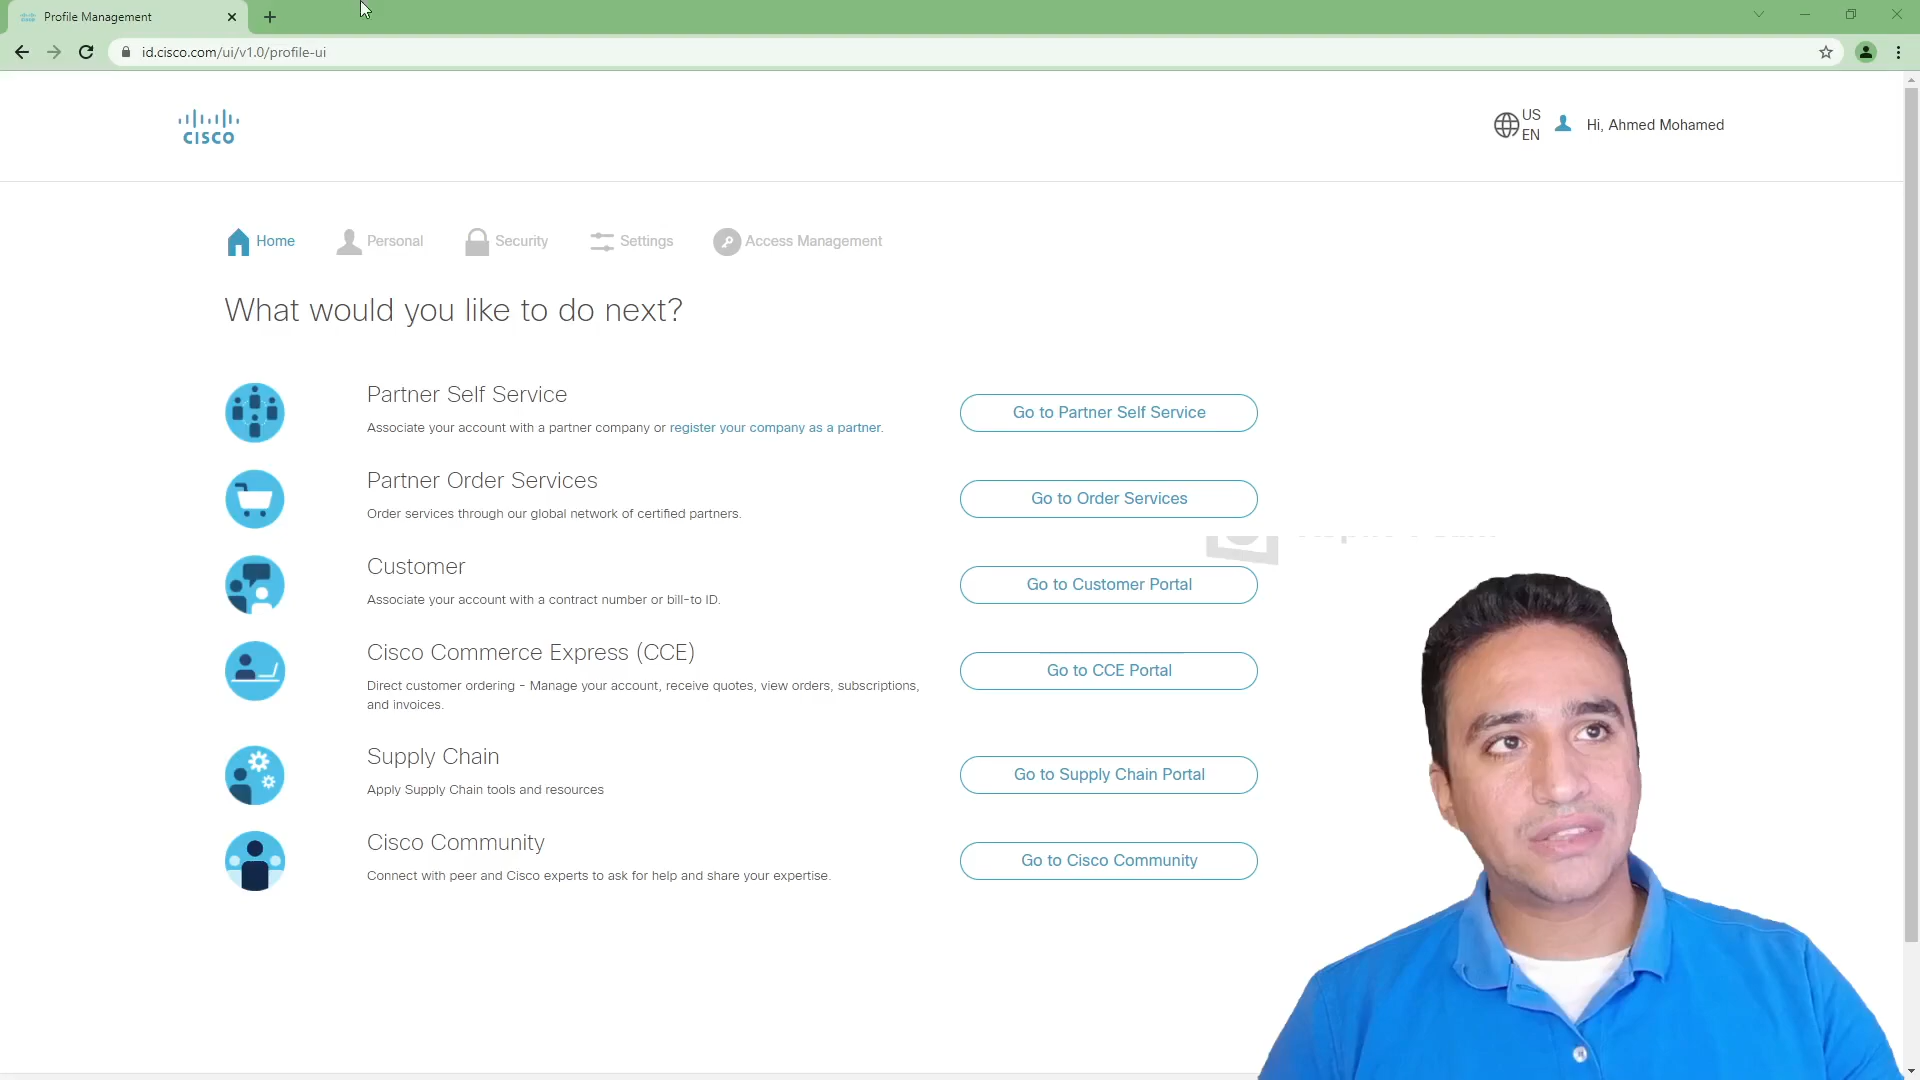 Profile Management
id.cisco.com/ui/v1.0/profile-ui
CISCO
US
EN
Hi, Ahmed Mohamed
Home
Personal
Security
Settings
Access Management
What would you like to do next?
Partner Self Service
Associate your account with a partner company or register your company as a partner.
Go to Partner Self Service
Partner Order Services
Order services through our global network of certified partners.
Go to Order Services
Customer
Associate your account with a contract number or bill-to ID.
Go to Customer Portal
Cisco Commerce Express (CCE)
Direct customer ordering - Manage your account, receive quotes, view orders, subscriptions,
and invoices.
Go to CCE Portal
Supply Chain
Apply Supply Chain tools and resources
Go to Supply Chain Portal
Cisco Community
Connect with peer and Cisco experts to ask for help and share your expertise.
Go to Cisco Community